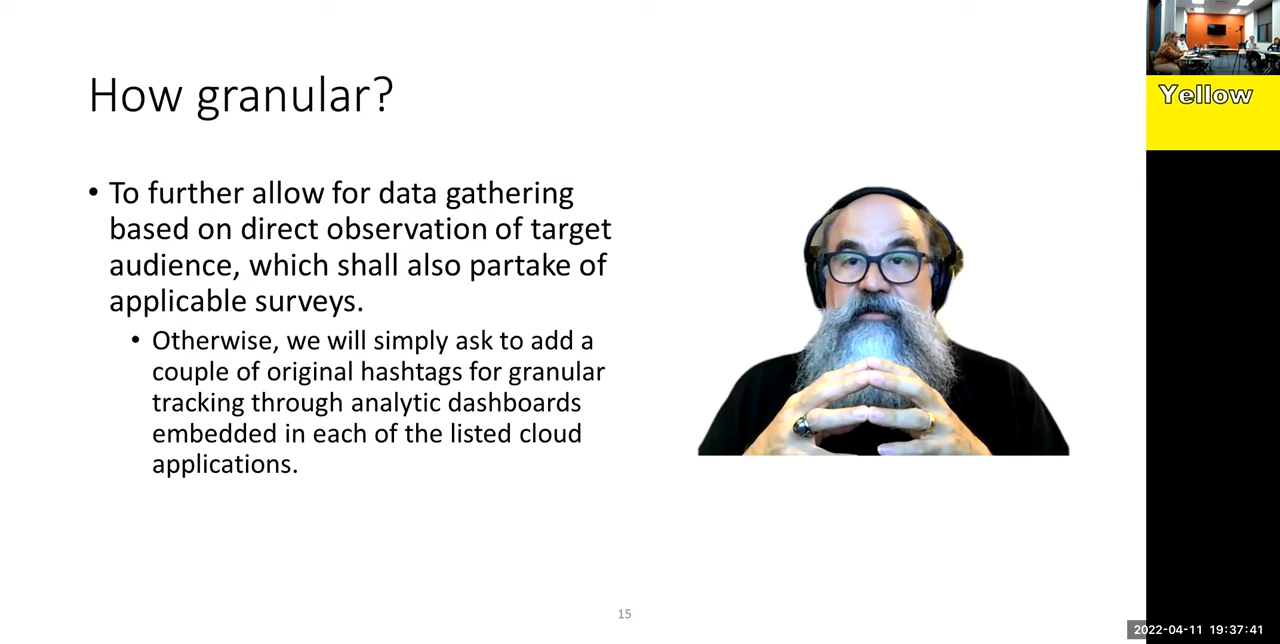 How granular?
• To further allow for data gathering
based on direct observation of target
audience, which shall also partake of
applicable surveys.
• Otherwise, we will simply ask to add a
couple of original hashtags for granular
tracking through analytic dashboards
embedded in each of the listed cloud
applications.
15
Yellow
2022-04-11 19:37:41